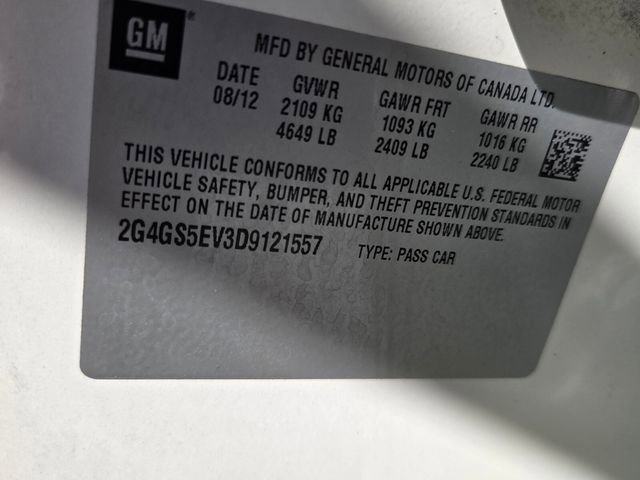 GM
MFD BY GENERAL MOTORS OF CANADA LTD.
DATE GVWR GAWR FRT GAWR RR
08/12 2109 KG 1093 KG 1016 KG
4649 LB 2409 LB 2240 LB
THIS VEHICLE CONFORMS TO ALL APPLICABLE U.S. FEDERAL MOTOR
VEHICLE SAFETY, BUMPER, AND THEFT PREVENTION STANDARDS IN
EFFECT ON THE DATE OF MANUFACTURE SHOWN ABOVE.
2G4GS5EV3D9121557 TYPE: PASS CAR